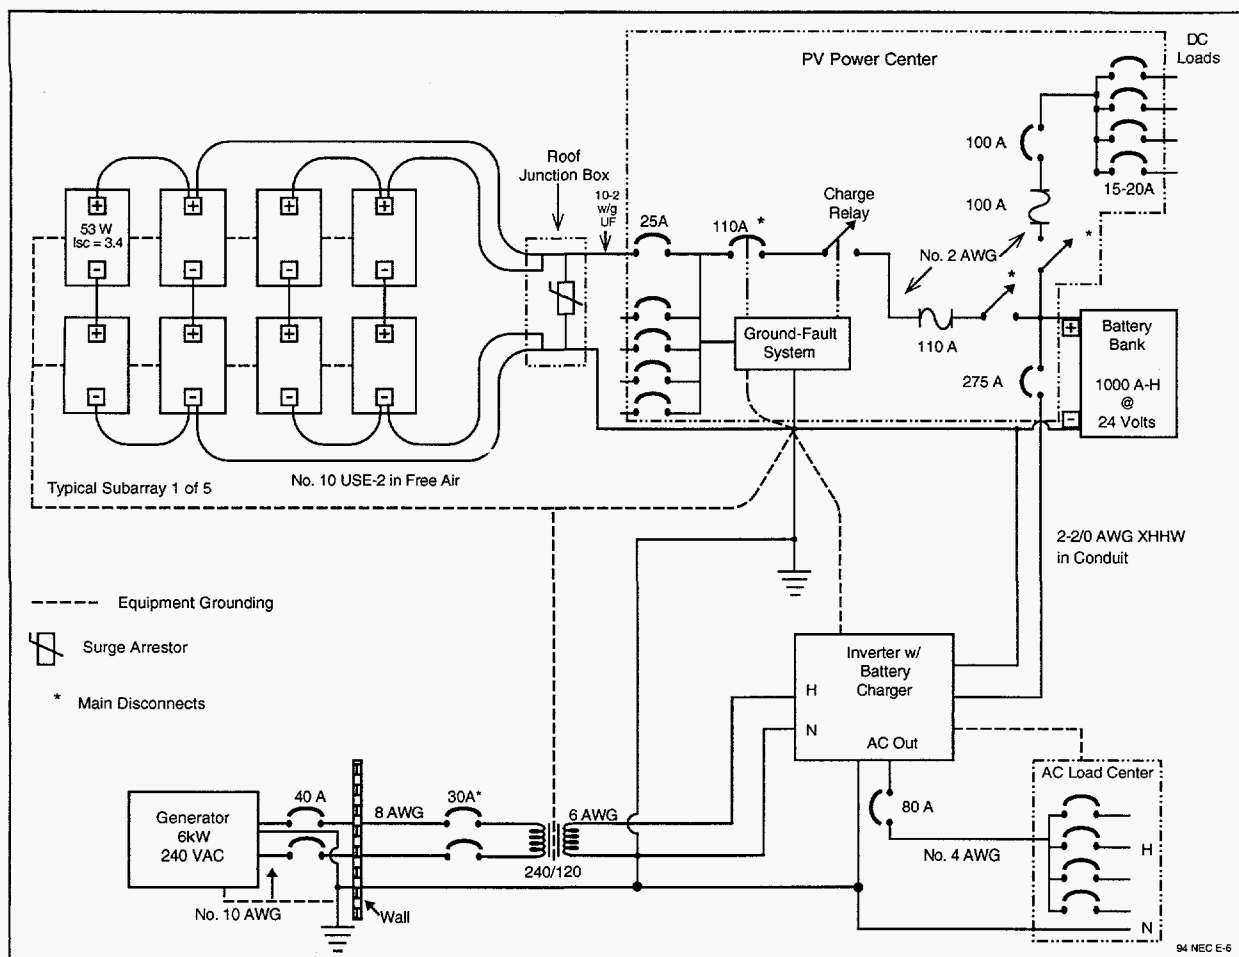 PV Power Center
DC
Loads
100 A
100 A
15-20A
Roof
Junction Box
10-2
w/g
UF
25A
110A*
Charge
Relay
No. 2 AWG
*
*
110 A
Ground-Fault
System
275 A
+
Battery
Bank
1000 A-H
@
24 Volts
-
+ + + +
53 W
Isc = 3.4
- - - -
+ + + +
- - - -
Typical Subarray 1 of 5
No. 10 USE-2 in Free Air
2-2/0 AWG XHHW
in Conduit
Equipment Grounding
Surge Arrestor
* Main Disconnects
Inverter w/
Battery
Charger
H
N
AC Out
AC Load Center
80 A
No. 4 AWG
H
N
Generator
6kW
240 VAC
40 A
8 AWG
30A*
6 AWG
240/120
No. 10 AWG
Wall
94 NEC E-6